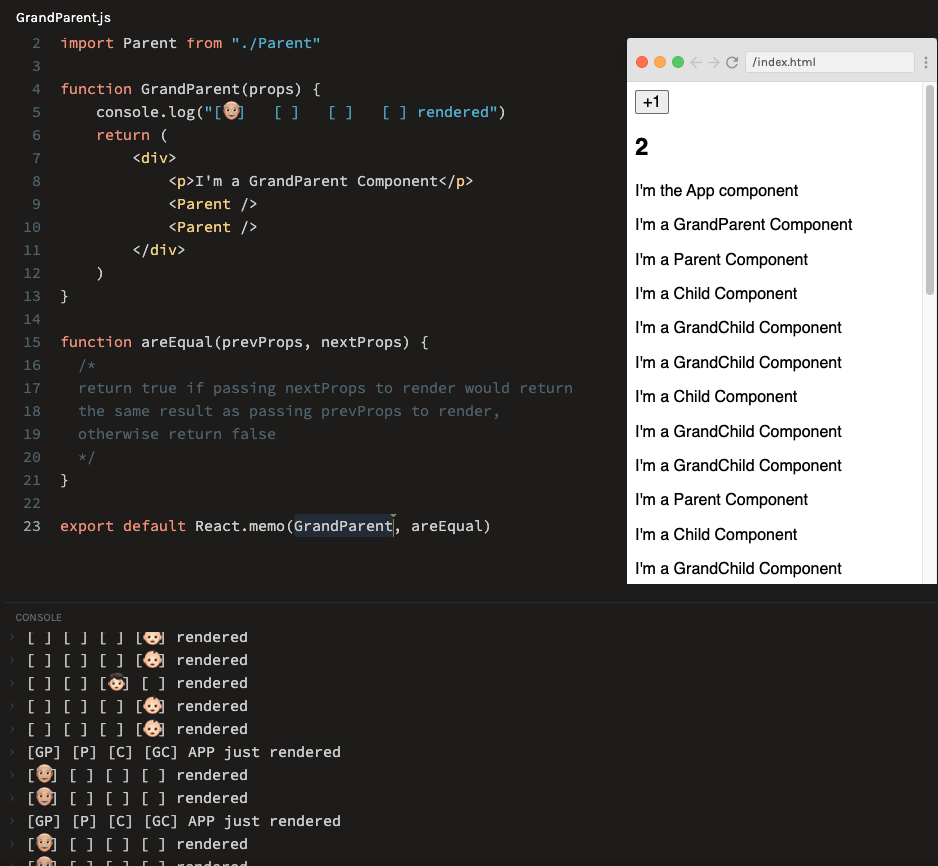 GrandParent.js
2 import Parent from "./Parent"
3
4 function GrandParent(props) {
5 console.log("[👴🏼] [ ] [ ] [ ] rendered")
6 return (
7 <div>
8 <p>I'm a GrandParent Component</p>
9 <Parent />
10 <Parent />
11 </div>
12 )
13 }
14
15 function areEqual(prevProps, nextProps) {
16 /*
17 return true if passing nextProps to render would return
18 the same result as passing prevProps to render,
19 otherwise return false
20 */
21 }
22
23 export default React.memo(GrandParent, areEqual)
/index.html
+1
2
I'm the App component
I'm a GrandParent Component
I'm a Parent Component
I'm a Child Component
I'm a GrandChild Component
I'm a GrandChild Component
I'm a Child Component
I'm a GrandChild Component
I'm a GrandChild Component
I'm a Parent Component
I'm a Child Component
I'm a GrandChild Component
CONSOLE
[ ] [ ] [ ] [👶🏻] rendered
[ ] [ ] [ ] [👶🏻] rendered
[ ] [ ] [👦🏻] [ ] rendered
[ ] [ ] [ ] [👶🏻] rendered
[ ] [ ] [ ] [👶🏻] rendered
[GP] [P] [C] [GC] APP just rendered
[👴🏼] [ ] [ ] [ ] rendered
[👴🏼] [ ] [ ] [ ] rendered
[GP] [P] [C] [GC] APP just rendered
[👴🏼] [ ] [ ] [ ] rendered
[👴🏼] [ ] [ ] [ ] rendered